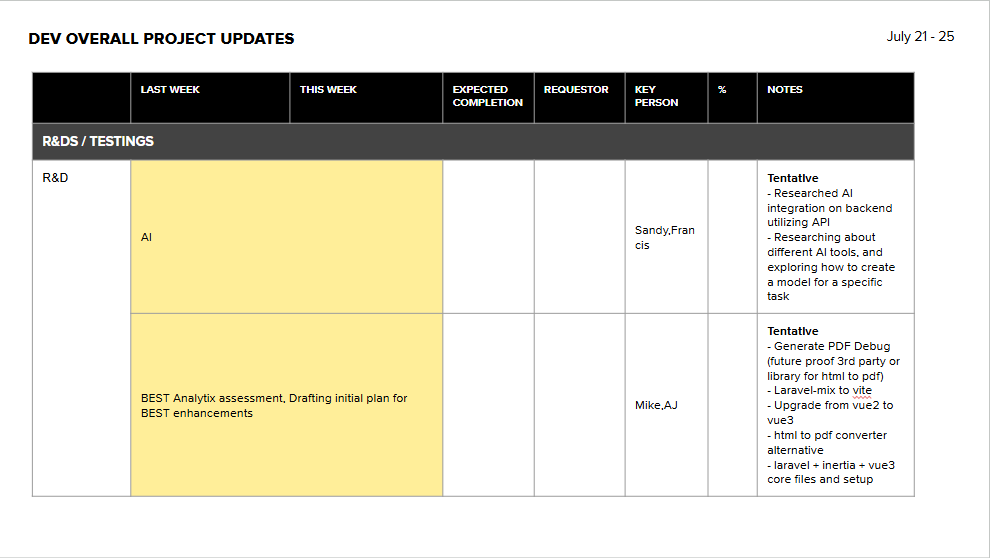 DEV OVERALL PROJECT UPDATES
July 21 - 25
LAST WEEK
THIS WEEK
EXPECTED
COMPLETION
REQUESTOR
KEY
PERSON
%
NOTES
R&DS / TESTINGS
R&D
AI
Sandy,Fran
cis
Tentative
- Researched AI
integration on backend
utilizing API
- Researching about
different AI tools, and
exploring how to create
a model for a specific
task
BEST Analytix assessment, Drafting initial plan for
BEST enhancements
Mike,AJ
Tentative
- Generate PDF Debug
(future proof 3rd party or
library for html to pdf)
- Laravel-mix to vite
- Upgrade from vue2 to
vue3
- html to pdf converter
alternative
- laravel + inertia + vue3
core files and setup